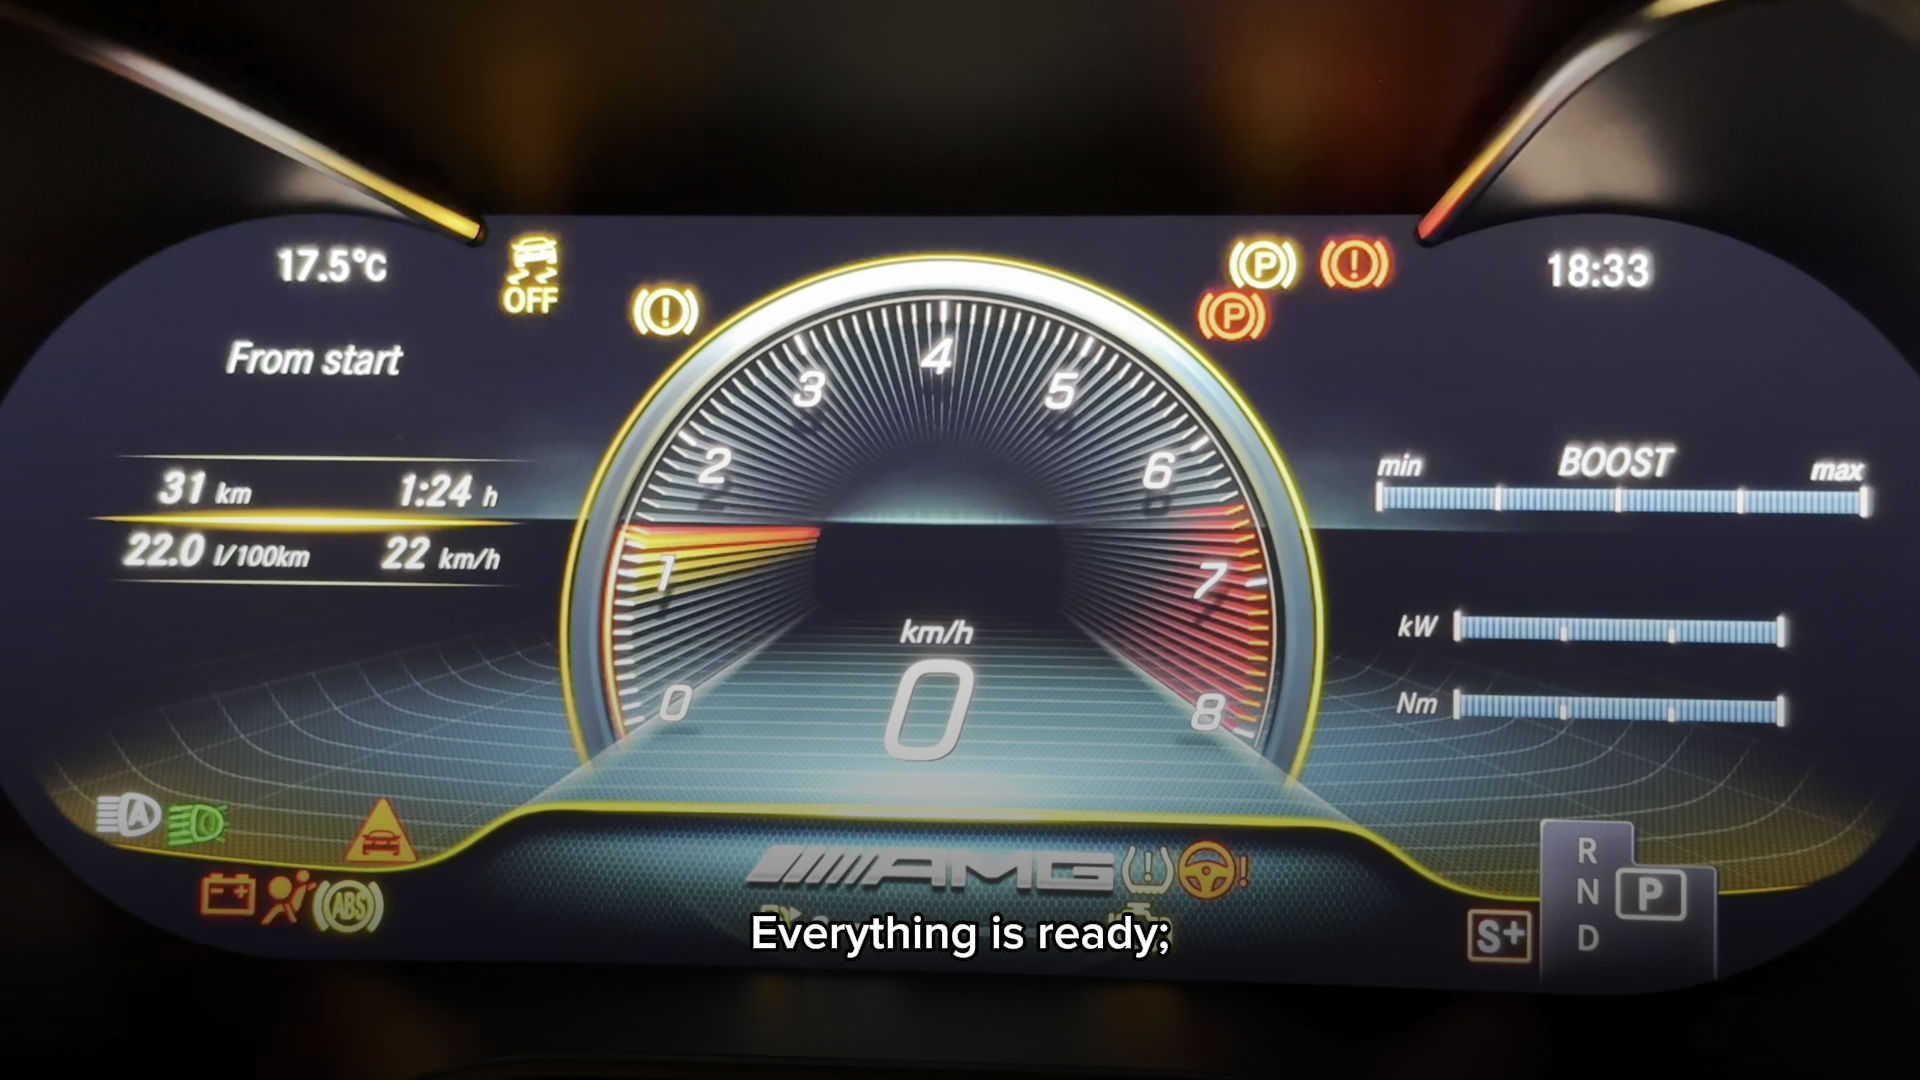 17.5°C
OFF
P
18:33
P
From start
31 km 1:24 h
22.0 l/100km 22 km/h
0 1 2 3 4 5 6 7 8
km/h
0
min BOOST max
kW
Nm
A
ABS
AMG
R
N
D
P
S+
Everything is ready;